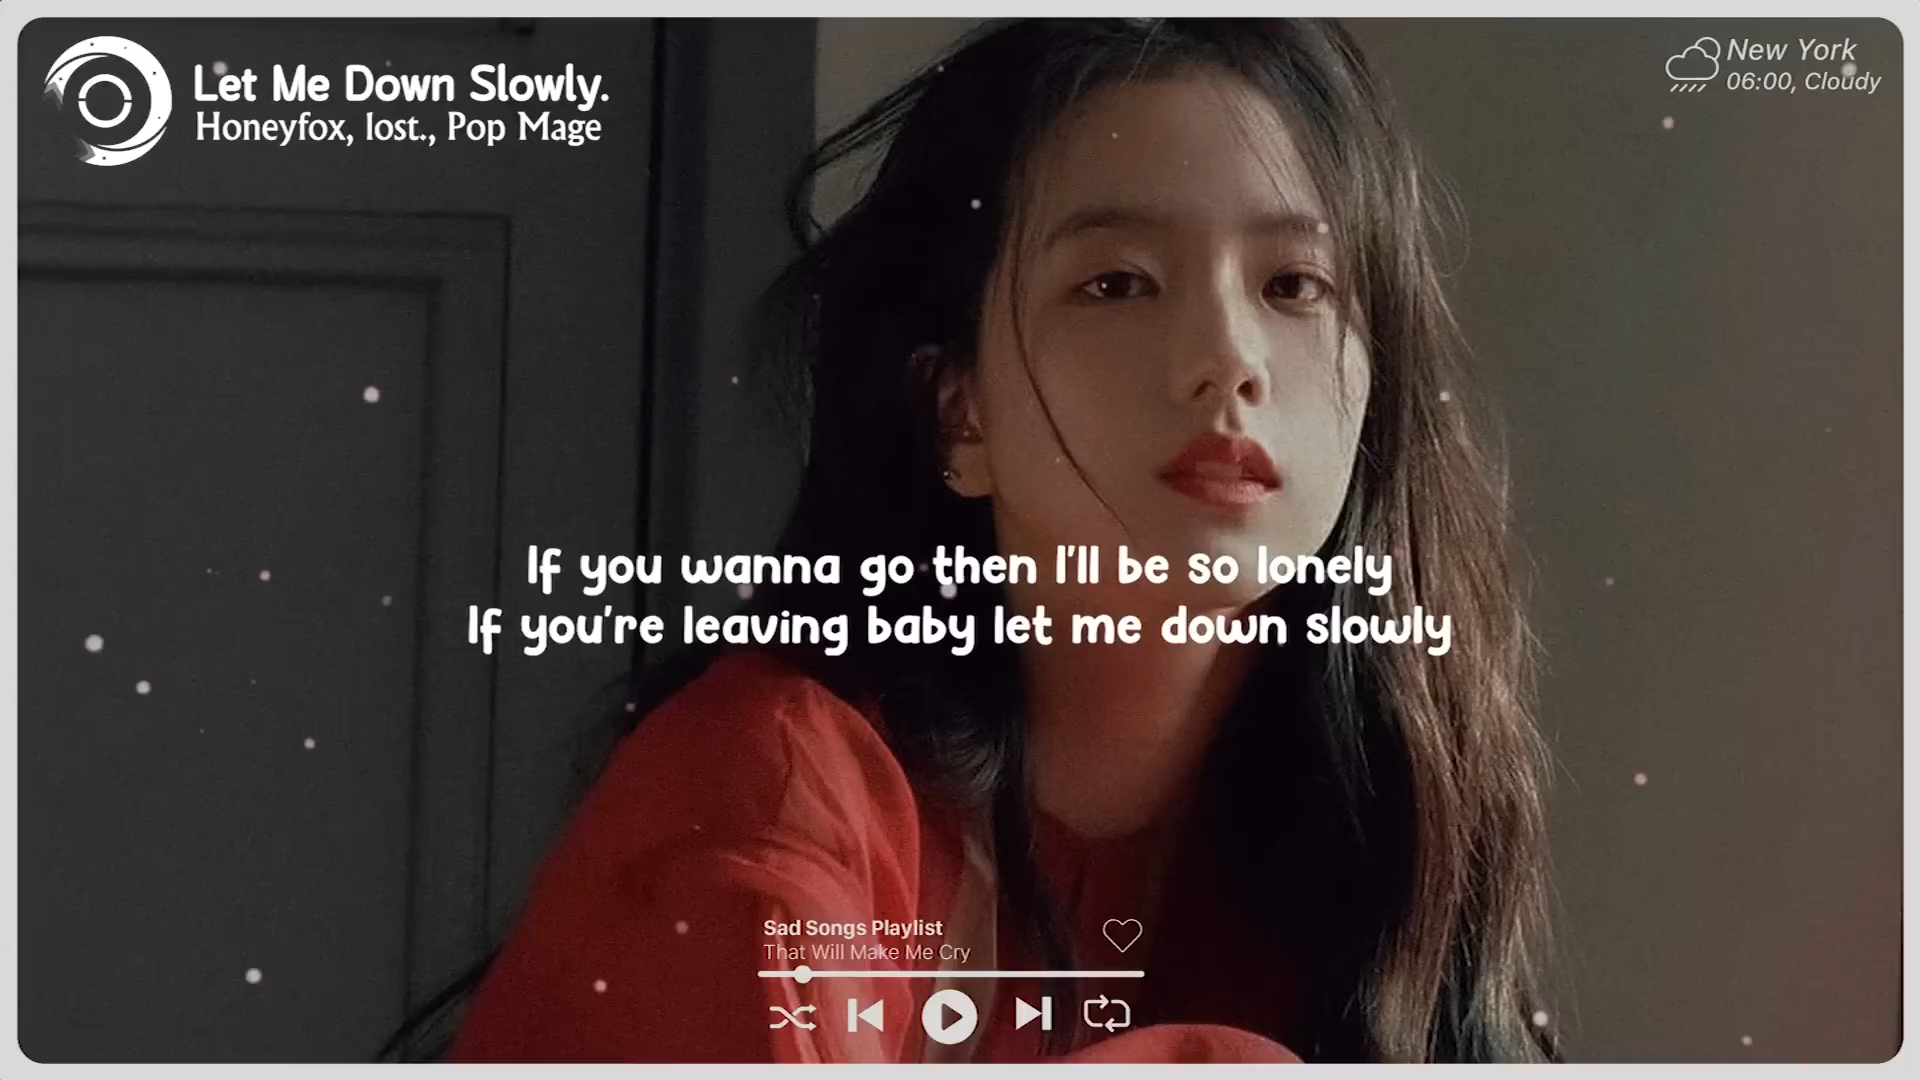 Let Me Down Slowly.
Honeyfox, lost., Pop Mage
New York
06:00, Cloudy
If you wanna go then I'll be so lonely
If you're leaving baby let me down slowly
Sad Songs Playlist
That Will Make Me Cry